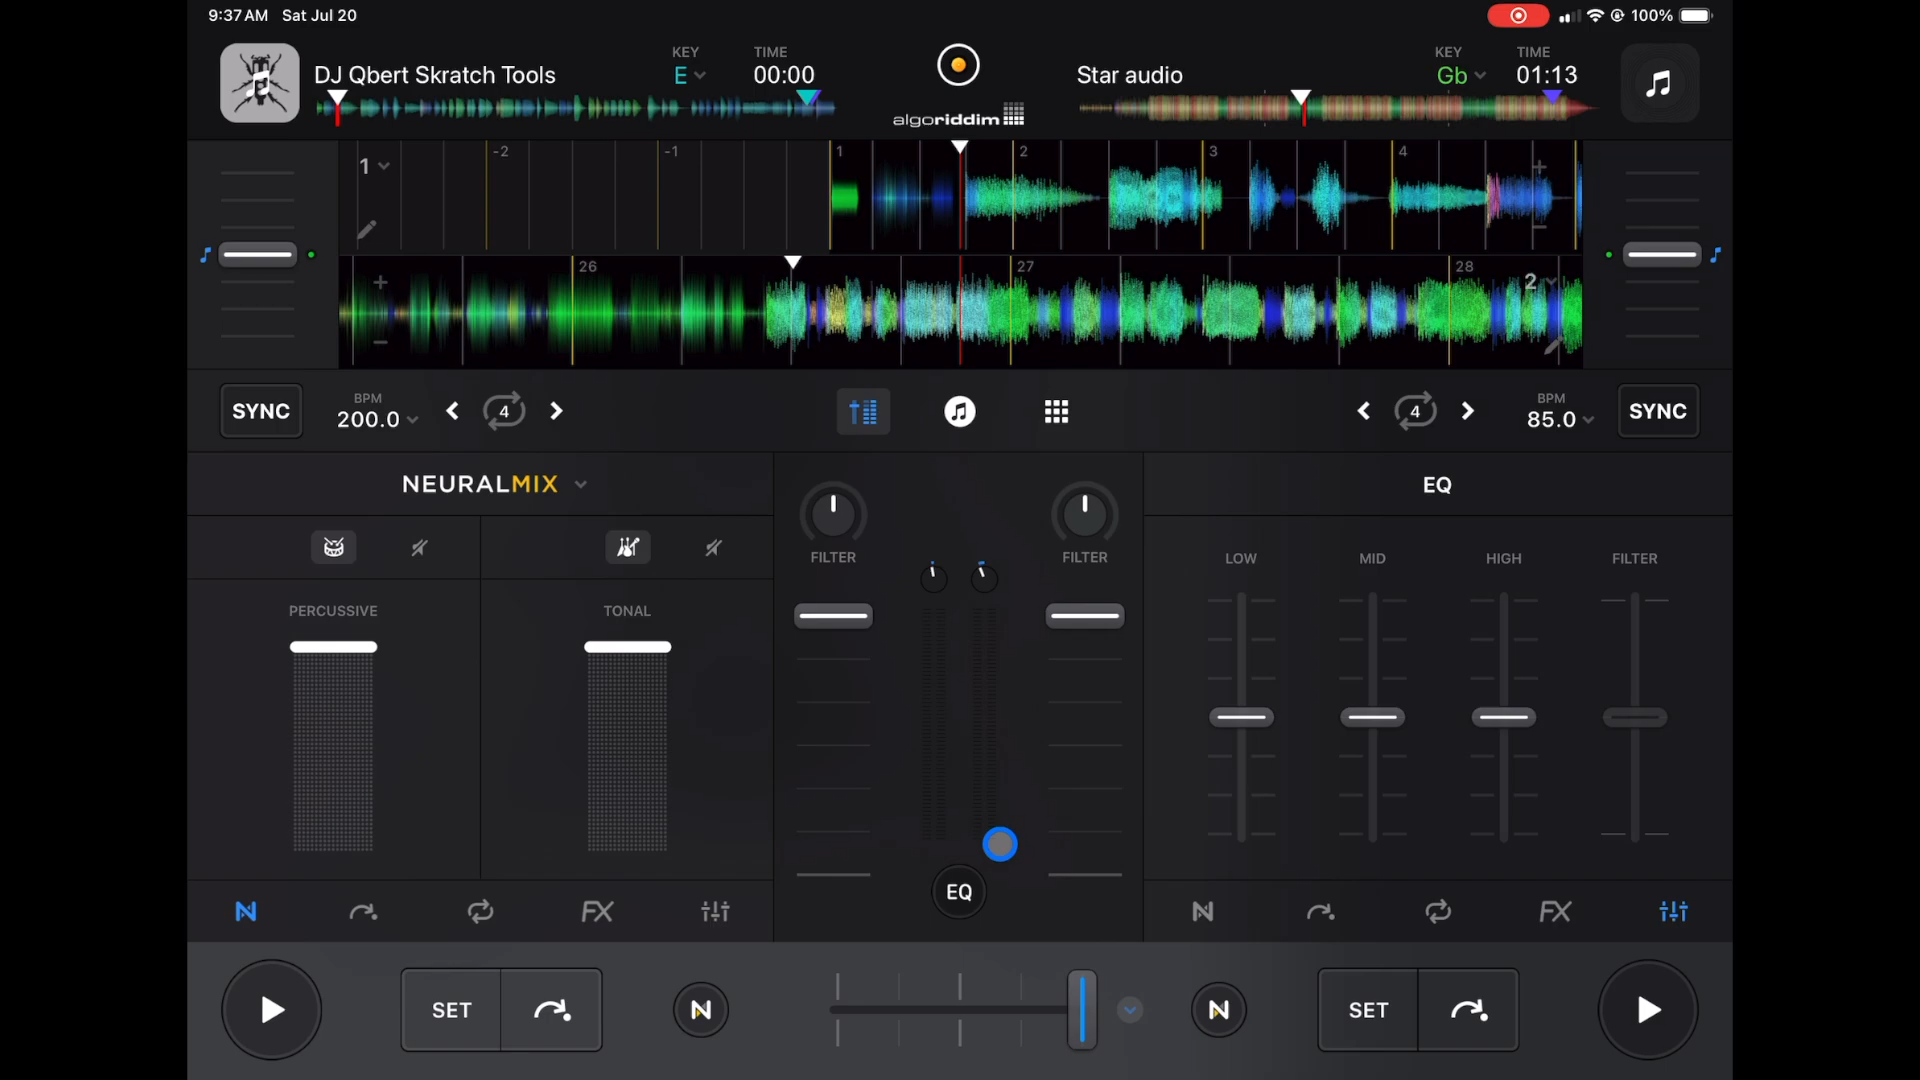 9:37 AM Sat Jul 20
100%
DJ Qbert Skratch Tools
KEY
E
TIME
00:00
algoriddim
Star audio
KEY
Gb
TIME
01:13
1
-2
-1
1
2
3
4
26
27
28
2
SYNC
BPM
200.0
4
4
BPM
85.0
SYNC
NEURALMIX
EQ
PERCUSSIVE
TONAL
FILTER
FILTER
LOW
MID
HIGH
FILTER
EQ
FX
FX
SET
SET